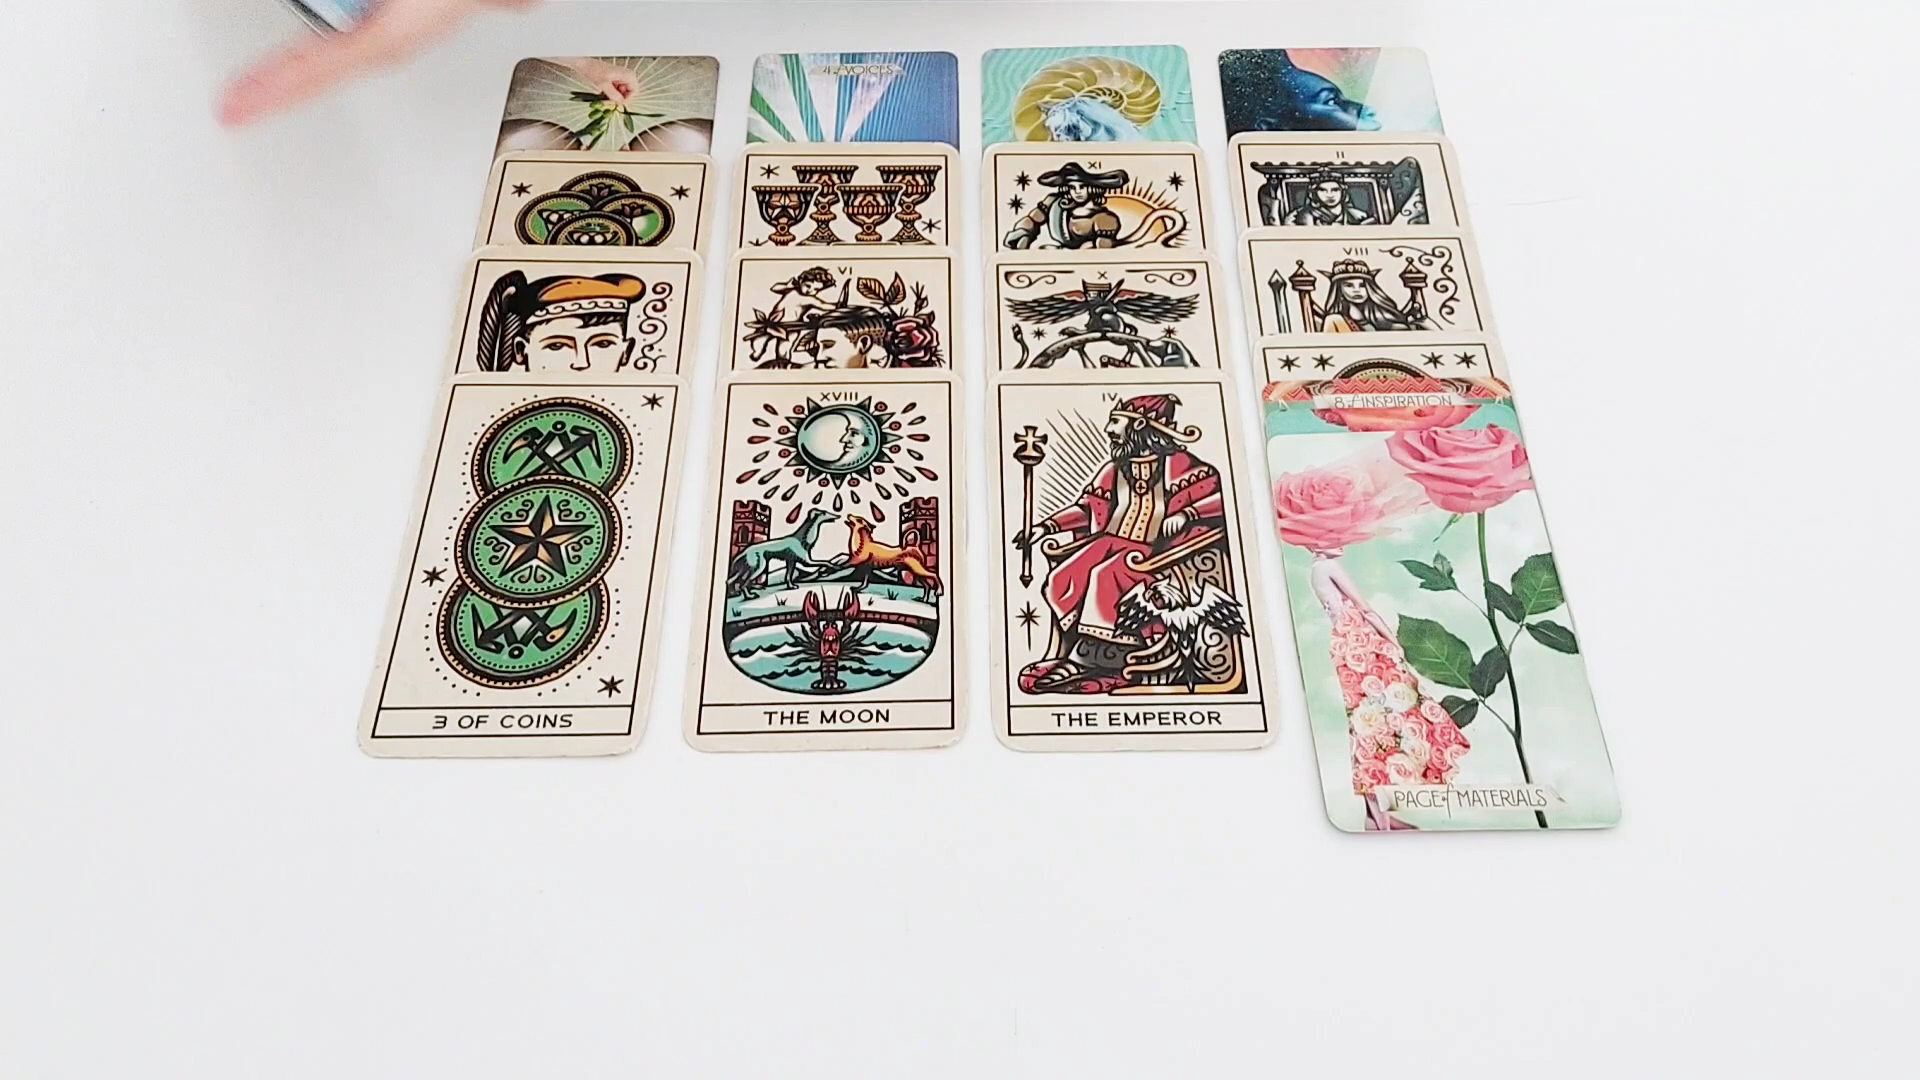 4 of VOICES
XI
II
VI
X
VIII
XVIII
IV
8 of INSPIRATION
3 OF COINS
THE MOON
THE EMPEROR
PAGE of MATERIALS